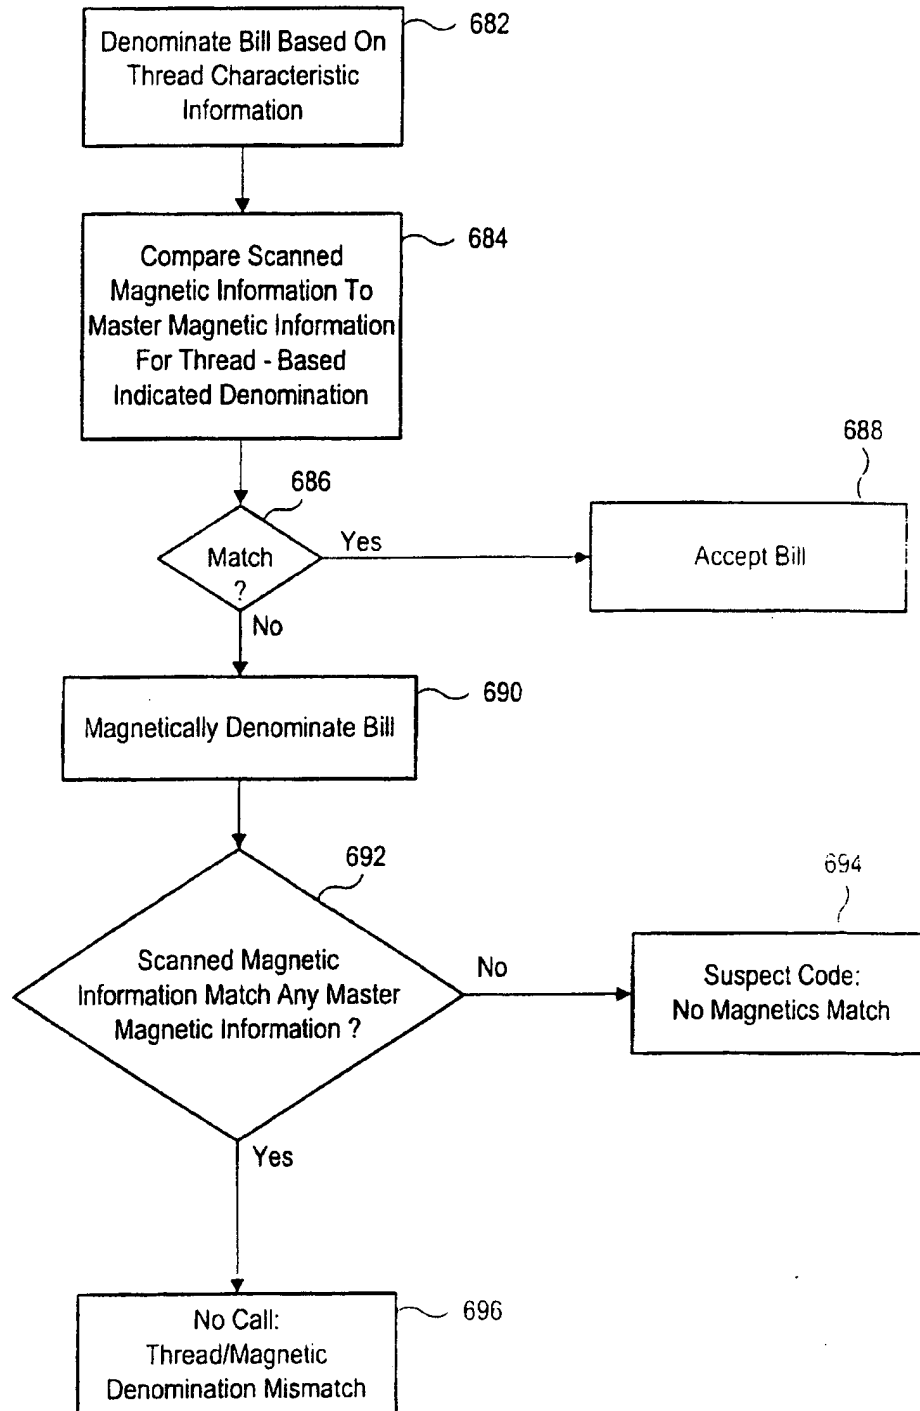 682
Denominate Bill Based On
Thread Characteristic
Information
684
Compare Scanned
Magnetic Information To
Master Magnetic Information
For Thread - Based
Indicated Denomination
686
688
Match
?
Yes
Accept Bill
No
690
Magnetically Denominate Bill
692
694
Scanned Magnetic
Information Match Any Master
Magnetic Information ?
No
Suspect Code:
No Magnetics Match
Yes
696
No Call:
Thread/Magnetic
Denomination Mismatch